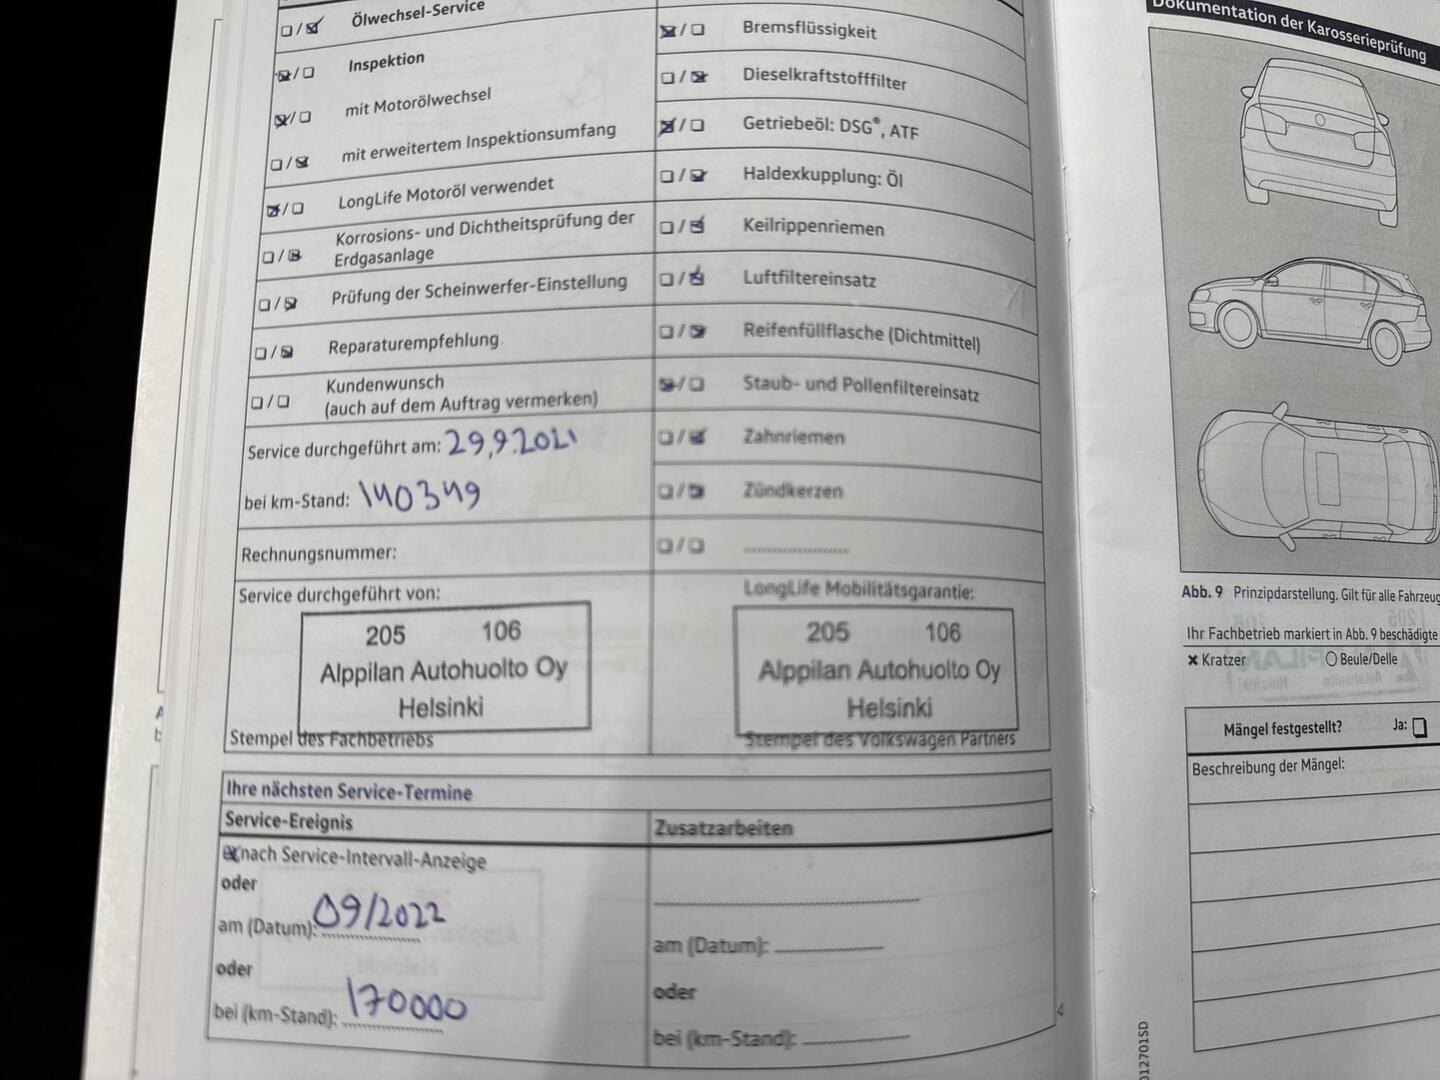 Ölwechsel-Service
Inspektion
mit Motorölwechsel
mit erweitertem Inspektionsumfang
LongLife Motoröl verwendet
Korrosions- und Dichtheitsprüfung der
Erdgasanlage
Prüfung der Scheinwerfer-Einstellung
Reparaturempfehlung
Kundenwunsch
(auch auf dem Auftrag vermerken)
Service durchgeführt am: 29.9.2021
bei km-Stand: 140349
Rechnungsnummer:
Service durchgeführt von:
205 106
Alppilan Autohuolto Oy
Helsinki
Stempel des Fachbetriebs
Bremsflüssigkeit
Dieselkraftstofffilter
Getriebeöl: DSG®, ATF
Haldexkupplung: Öl
Keilrippenriemen
Luftfiltereinsatz
Reifenfüllflasche (Dichtmittel)
Staub- und Pollenfiltereinsatz
Zahnriemen
Zündkerzen
LongLife Mobilitätsgarantie:
205 106
Alppilan Autohuolto Oy
Helsinki
Stempel des Volkswagen Partners
Ihre nächsten Service-Termine
Service-Ereignis
nach Service-Intervall-Anzeige
oder
am (Datum): 09/2022
oder
bei (km-Stand): 170000
Zusatzarbeiten
am (Datum):
oder
bei (km-Stand):
4
Dokumentation der Karosserieprüfung
Abb. 9 Prinzipdarstellung. Gilt für alle Fahrzeug
Ihr Fachbetrieb markiert in Abb. 9 beschädigte
× Kratzer O Beule/Delle
Mängel festgestellt? Ja:
Beschreibung der Mängel:
012701SD